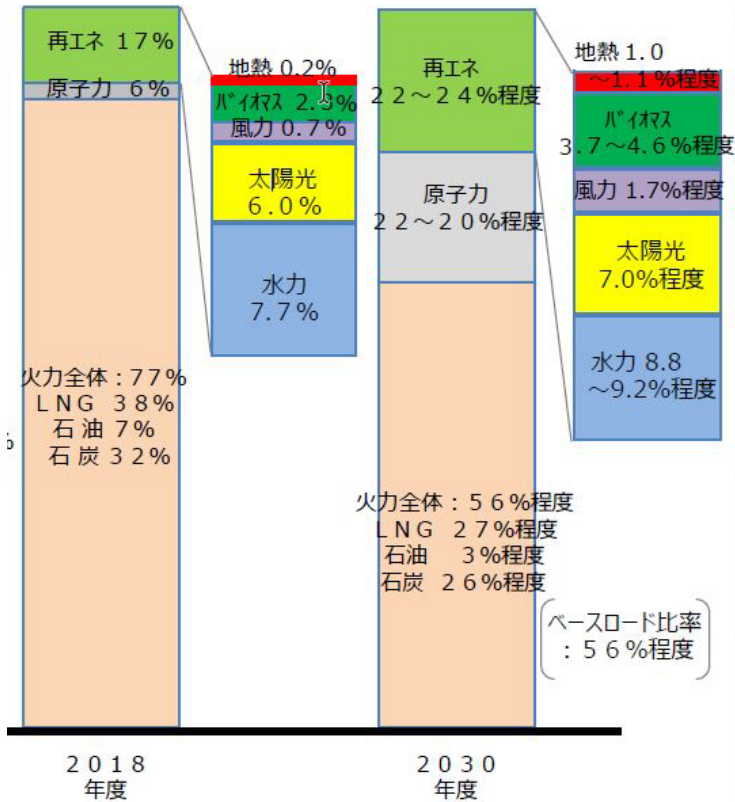 再エネ 17%
原子力 6%
火力全体:77%
LNG 38%
石油 7%
石炭 32%
地熱 0.2%
バイオマス 2.3%
風力 0.7%
太陽光
6.0%
水力
7.7%
再エネ
22~24%程度
原子力
22~20%程度
火力全体:56%程度
LNG 27%程度
石油 3%程度
石炭 26%程度
地熱 1.0
~1.1%程度
バイオマス
3.7~4.6%程度
風力 1.7%程度
太陽光
7.0%程度
水力 8.8
~9.2%程度
ベースロード比率
:56%程度
2018
年度
2030
年度
%